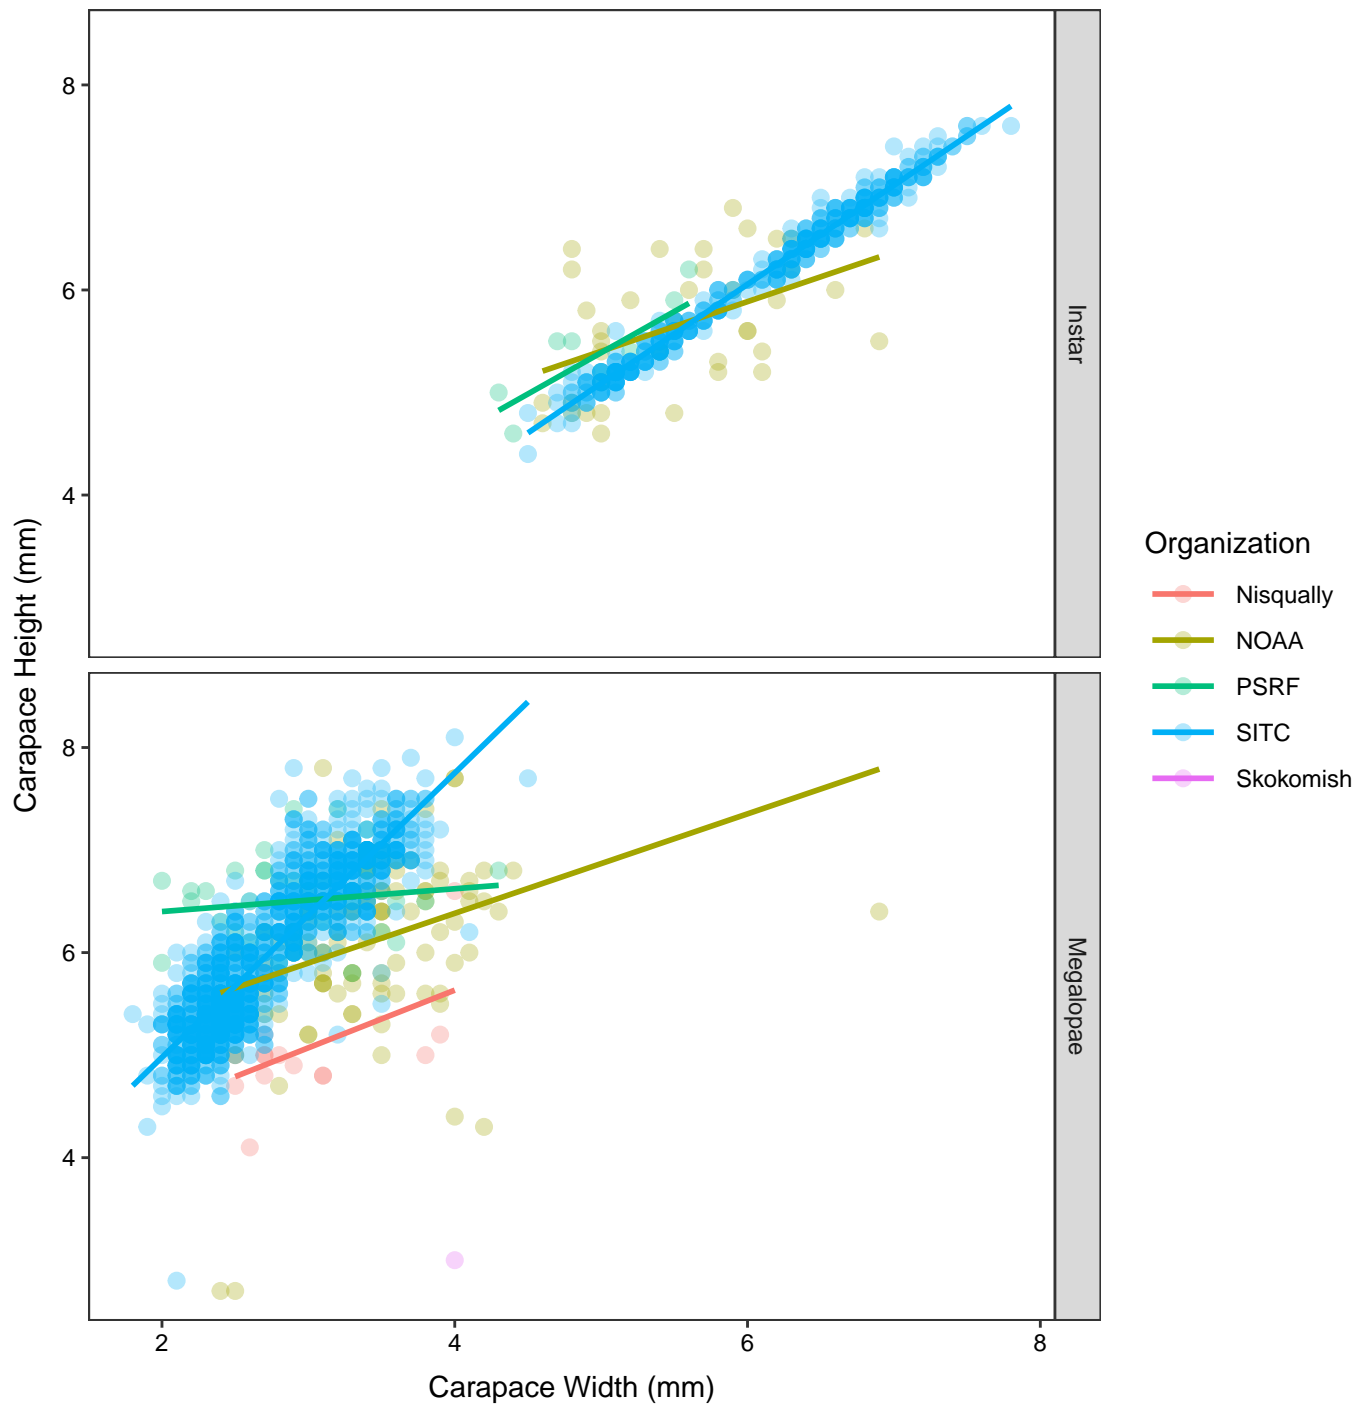 8
6
4
Instar
8
6
4
Megalopae
2 4 6 8
Carapace Width (mm)
Carapace Height (mm)
Organization
Nisqually
NOAA
PSRF
SITC
Skokomish